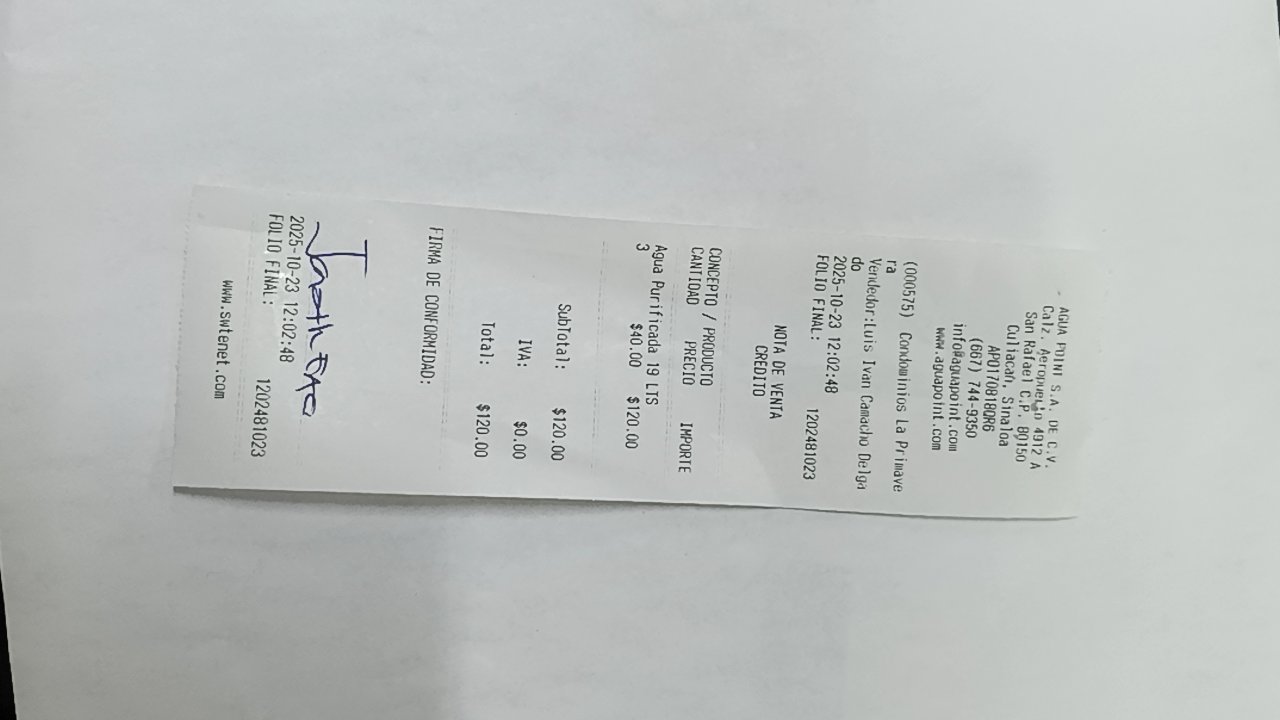 AGUA POINT S.A. DE C.V.
Calz. Aeropuerto 4912 A
San Rafael C.P. 80150
Culiacan, Sinaloa
APO170818QR6
(667) 744-9350
info@aguapoint.com
www.aguapoint.com
(000575) Condominios La Primave
ra
Vendedor:Luis Ivan Camacho Delga
do
2025-10-23 12:02:48
FOLIO FINAL: 1202481023
NOTA DE VENTA
CREDITO
CONCEPTO / PRODUCTO
CANTIDAD PRECIO IMPORTE
Agua Purificada 19 LTS
3 $40.00 $120.00
SubTotal: $120.00
IVA: $0.00
Total: $120.00
FIRMA DE CONFORMIDAD:
2025-10-23 12:02:48
FOLIO FINAL: 1202481023
www.swtenet.com